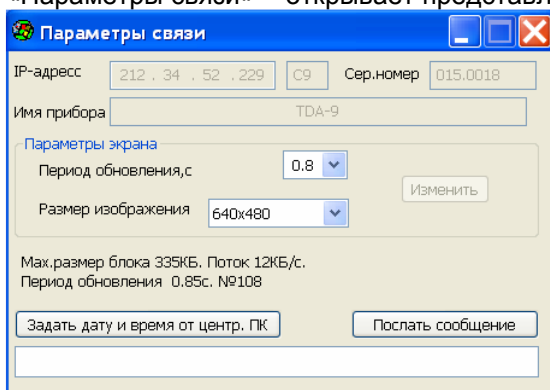 «Параметры связи» – открывает представл
Параметры связи
IP-адресс 212 . 34 . 52 . 229 C9 Сер.номер 015.0018
Имя прибора TDA-9
Параметры экрана
Период обновления,с 0.8
Изменить
Размер изображения 640x480
Мах.размер блока 335КБ. Поток 12КБ/с.
Период обновления 0.85с. №108
Задать дату и время от центр. ПК Послать сообщение